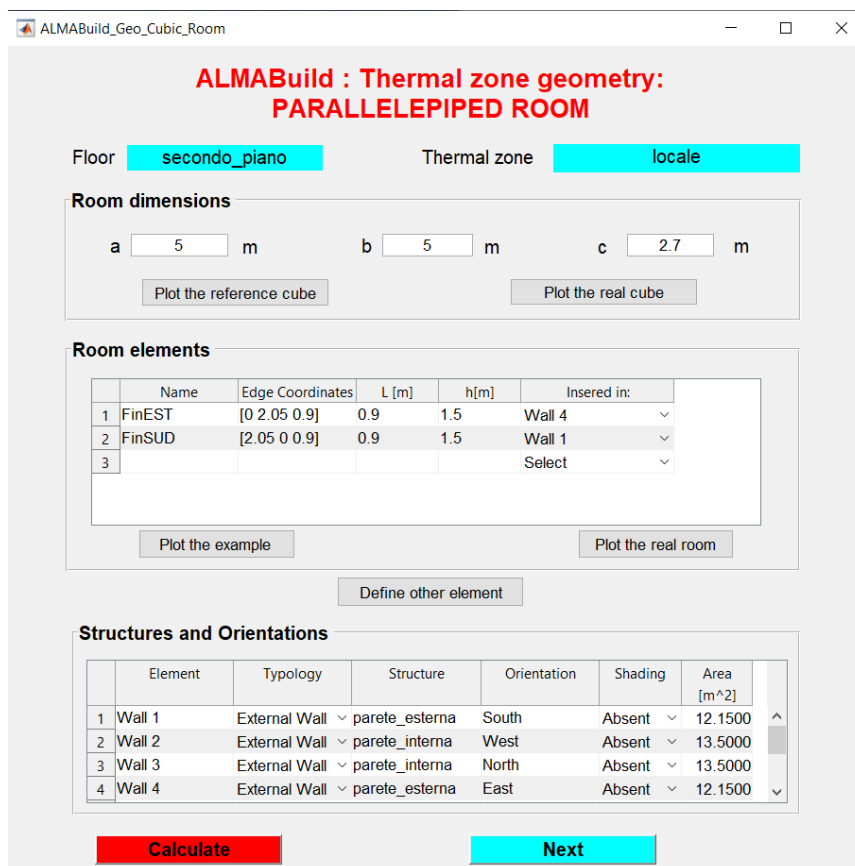 ALMABuild_Geo_Cubic_Room
ALMABuild : Thermal zone geometry:
PARALLELEPIPED ROOM
Floor secondo_piano Thermal zone locale
Room dimensions
a 5 m b 5 m c 2.7 m
Plot the reference cube Plot the real cube
Room elements
Name Edge Coordinates L [m] h[m] Insered in:
1 FinEST [0 2.05 0.9] 0.9 1.5 Wall 4
2 FinSUD [2.05 0 0.9] 0.9 1.5 Wall 1
3 Select
Plot the example Plot the real room
Define other element
Structures and Orientations
Element Typology Structure Orientation Shading Area
[m^2]
1 Wall 1 External Wall parete_esterna South Absent 12.1500
2 Wall 2 External Wall parete_interna West Absent 13.5000
3 Wall 3 External Wall parete_interna North Absent 13.5000
4 Wall 4 External Wall parete_esterna East Absent 12.1500
Calculate Next